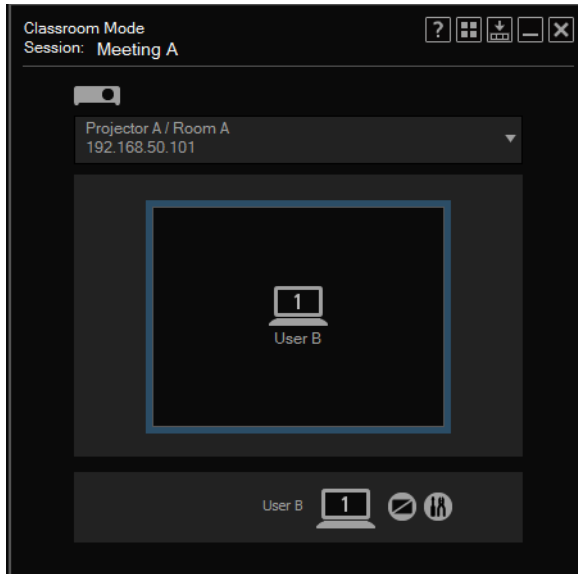 Classroom Mode
Session: Meeting A
?
Projector A / Room A
192.168.50.101
1
User B
User B 1